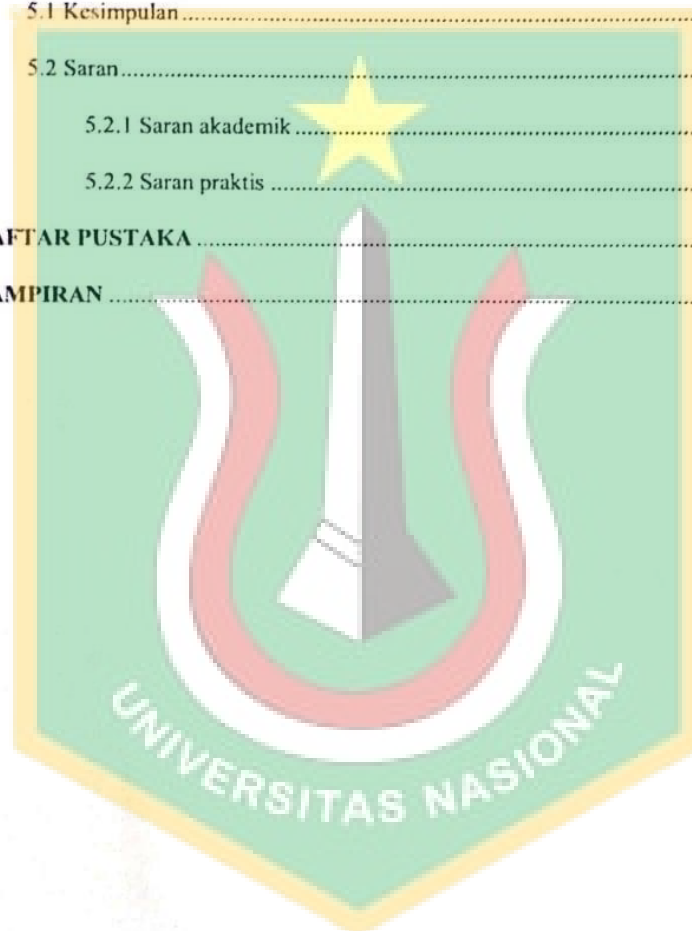 5.1 Kesimpulan ....................................................................................................
5.2 Saran ....................................................................................................
5.2.1 Saran akademik ....................................................................................................
5.2.2 Saran praktis ....................................................................................................
AFTAR PUSTAKA ....................................................................................................
AMPIRAN ....................................................................................................
UNIVERSITAS NASIONAL